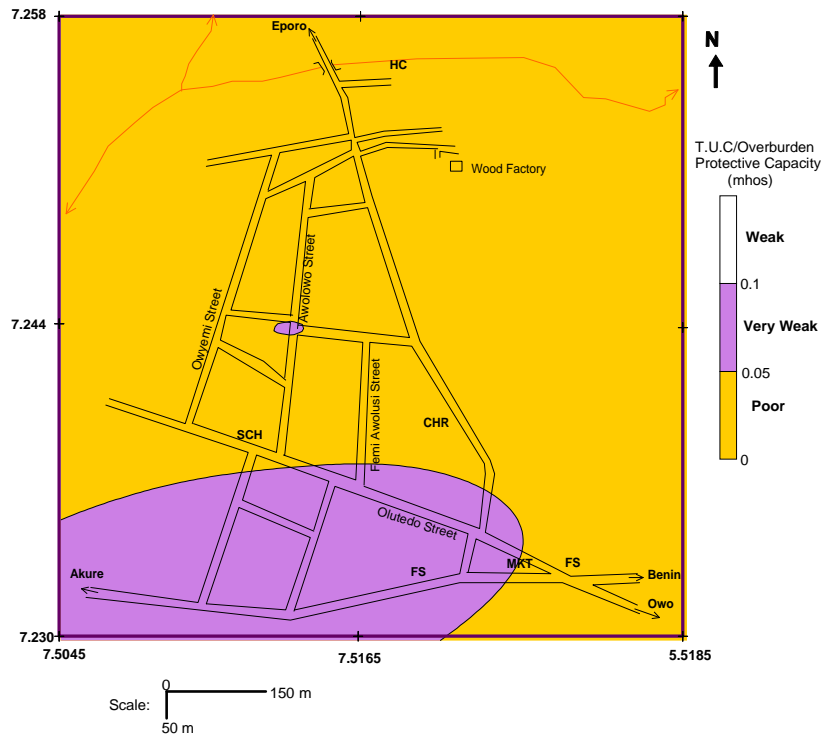 7.258
Eporo
HC
N
T.U.C/Overburden
Protective Capacity
(mhos)
Wood Factory
Weak
0.1
Very Weak
0.05
Poor
0
Awolowo Street
Owyemi Street
7.244
Femi Awolusi Street
CHR
SCH
Olutedo Street
MKT
FS
FS
Akure
Benin
Owo
7.230
7.5045
7.5165
5.5185
0
150 m
Scale:
50 m